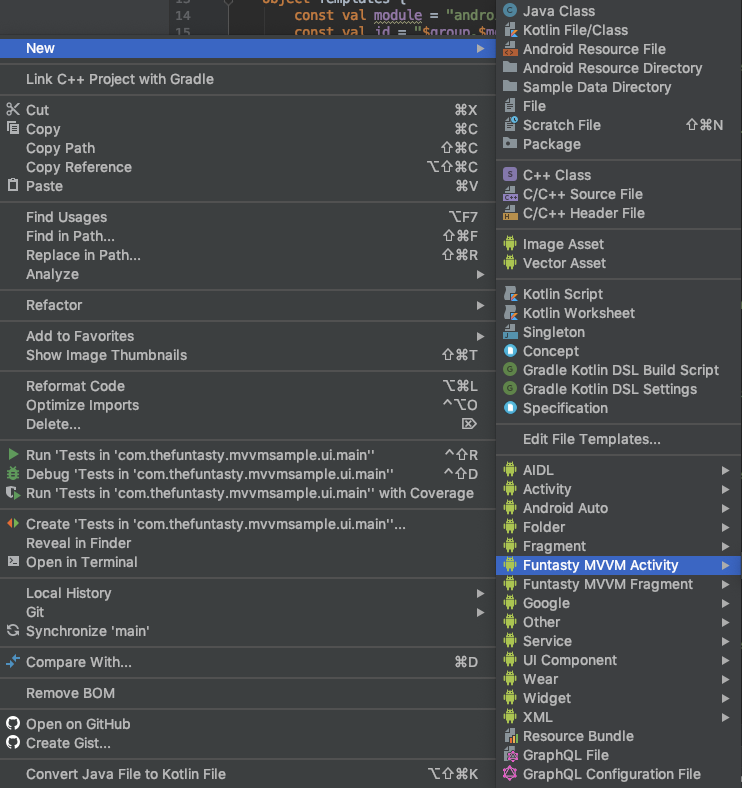 object Templates {
14 const val module = "andro
15 const val id = "$group.$m
New
Link C++ Project with Gradle
Cut ⌘X
Copy ⌘C
Copy Path ⇧⌘C
Copy Reference ⌥⇧⌘C
Paste ⌘V
Find Usages ⌥F7
Find in Path... ⇧⌘F
Replace in Path... ⇧⌘R
Analyze
Refactor
Add to Favorites
Show Image Thumbnails ⇧⌘T
Reformat Code ⌥⌘L
Optimize Imports ^⌥O
Delete... ⌦
Run 'Tests in 'com.thefuntasty.mvvmsample.ui.main'' ^⇧R
Debug 'Tests in 'com.thefuntasty.mvvmsample.ui.main'' ^⇧D
Run 'Tests in 'com.thefuntasty.mvvmsample.ui.main'' with Coverage
Create 'Tests in 'com.thefuntasty.mvvmsample.ui.main''...
Reveal in Finder
Open in Terminal
Local History
Git
Synchronize 'main'
Compare With... ⌘D
Remove BOM
Open on GitHub
Create Gist...
Convert Java File to Kotlin File ⌥⇧⌘K
Java Class
Kotlin File/Class
Android Resource File
Android Resource Directory
Sample Data Directory
File
Scratch File ⇧⌘N
Package
C++ Class
C/C++ Source File
C/C++ Header File
Image Asset
Vector Asset
Kotlin Script
Kotlin Worksheet
Singleton
Concept
Gradle Kotlin DSL Build Script
Gradle Kotlin DSL Settings
Specification
Edit File Templates...
AIDL
Activity
Android Auto
Folder
Fragment
Funtasty MVVM Activity
Funtasty MVVM Fragment
Google
Other
Service
UI Component
Wear
Widget
XML
Resource Bundle
GraphQL File
GraphQL Configuration File